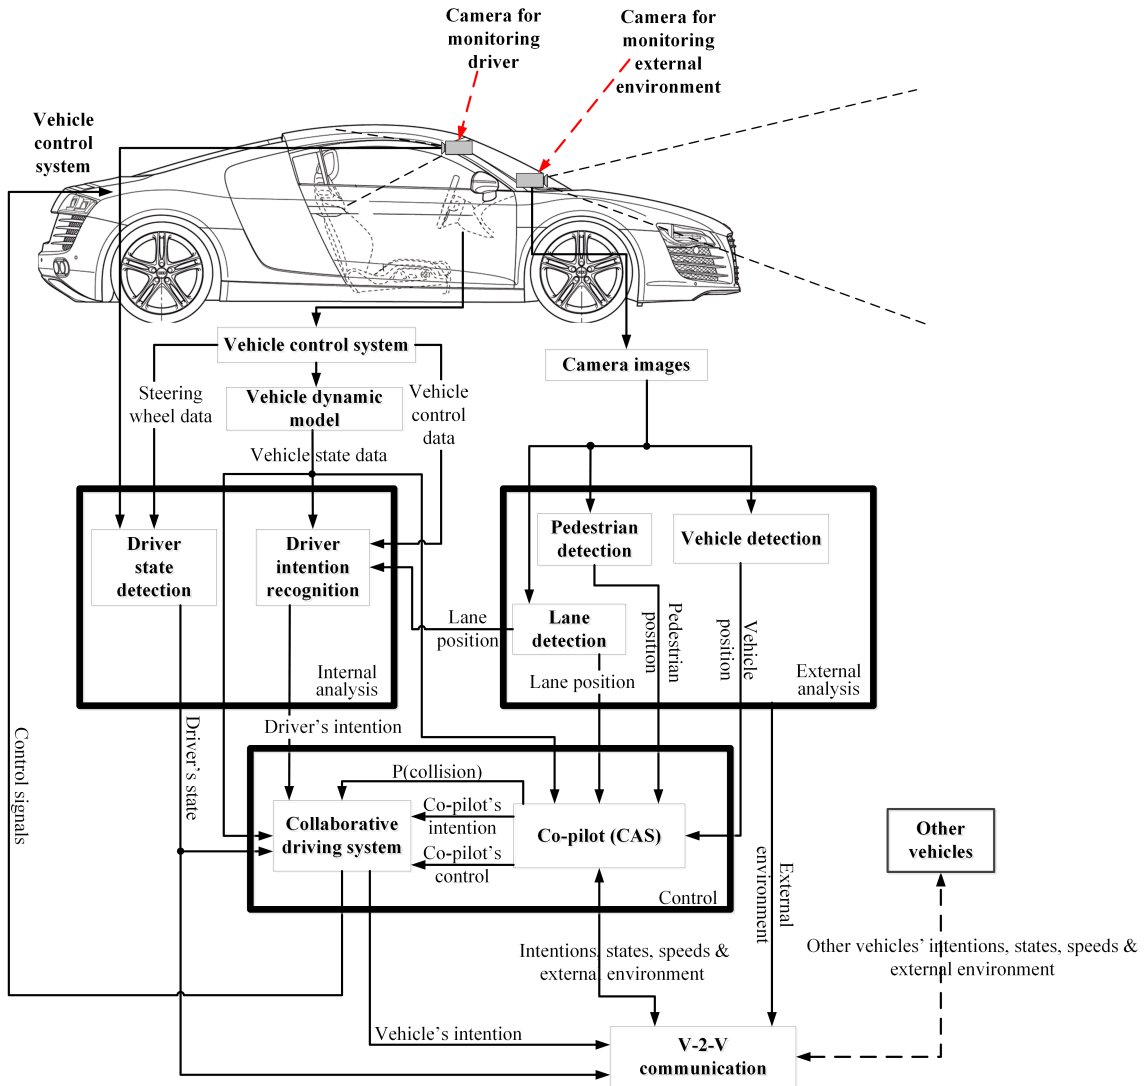 Camera for
monitoring
driver
Camera for
monitoring
external
environment
Vehicle
control
system
Vehicle control system
Camera images
Steering
wheel data
Vehicle dynamic
model
Vehicle
control
data
Vehicle state data
Driver
state
detection
Driver
intention
recognition
Internal
analysis
Pedestrian
detection
Vehicle detection
Lane
detection
Lane
position
Lane position
Pedestrian
position
Vehicle
position
External
analysis
Driver's intention
Driver's state
Control signals
P(collision)
Co-pilot's
intention
Co-pilot's
control
Collaborative
driving system
Co-pilot (CAS)
Control
External
environment
Other
vehicles
Intentions, states, speeds &
external environment
Other vehicles' intentions, states, speeds &
external environment
Vehicle's intention
V-2-V
communication